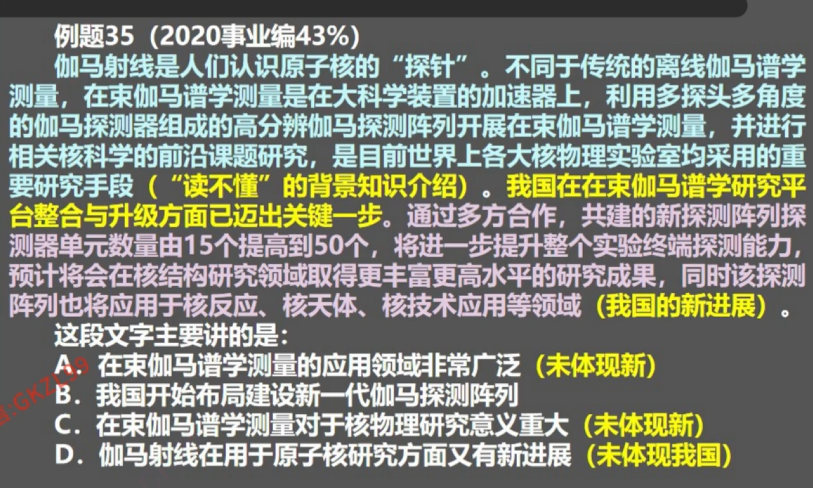 例题35（2020事业编43%）
伽马射线是人们认识原子核的“探针”。不同于传统的离线伽马谱学
测量，在束伽马谱学测量是在大科学装置的加速器上，利用多探头多角度
的伽马探测器组成的高分辨伽马探测阵列开展在束伽马谱学测量，并进行
相关核科学的前沿课题研究，是目前世界上各大核物理实验室均采用的重
要研究手段（“读不懂”的背景知识介绍）。我国在在束伽马谱学研究平
台整合与升级方面已迈出关键一步。通过多方合作，共建的新探测阵列探
测器单元数量由15个提高到50个，将进一步提升整个实验终端探测能力，
预计将会在核结构研究领域取得更丰富更高水平的研究成果，同时该探测
阵列也将应用于核反应、核天体、核技术应用等领域（我国的新进展）。
这段文字主要讲的是：
A．在束伽马谱学测量的应用领域非常广泛（未体现新）
B．我国开始布局建设新一代伽马探测阵列
C．在束伽马谱学测量对于核物理研究意义重大（未体现新）
D．伽马射线在用于原子核研究方面又有新进展（未体现我国）